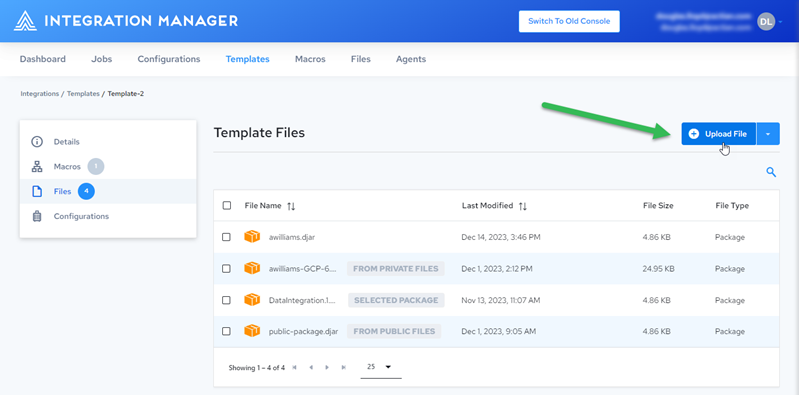 INTEGRATION MANAGER
Switch To Old Console
DL
Dashboard Jobs Configurations Templates Macros Files Agents
Integrations / Templates / Template-2
Details
Macros 1
Files 4
Configurations
Template Files
Upload File
File Name Last Modified File Size File Type
awilliams.djar Dec 14, 2023, 3:46 PM 4.86 KB Package
awilliams-GCP-6.... FROM PRIVATE FILES Dec 1, 2023, 2:12 PM 24.95 KB Package
DataIntegration.1.... SELECTED PACKAGE Nov 13, 2023, 11:07 AM 4.86 KB Package
public-package.djar FROM PUBLIC FILES Dec 1, 2023, 9:05 AM 4.86 KB Package
Showing 1 - 4 of 4 25